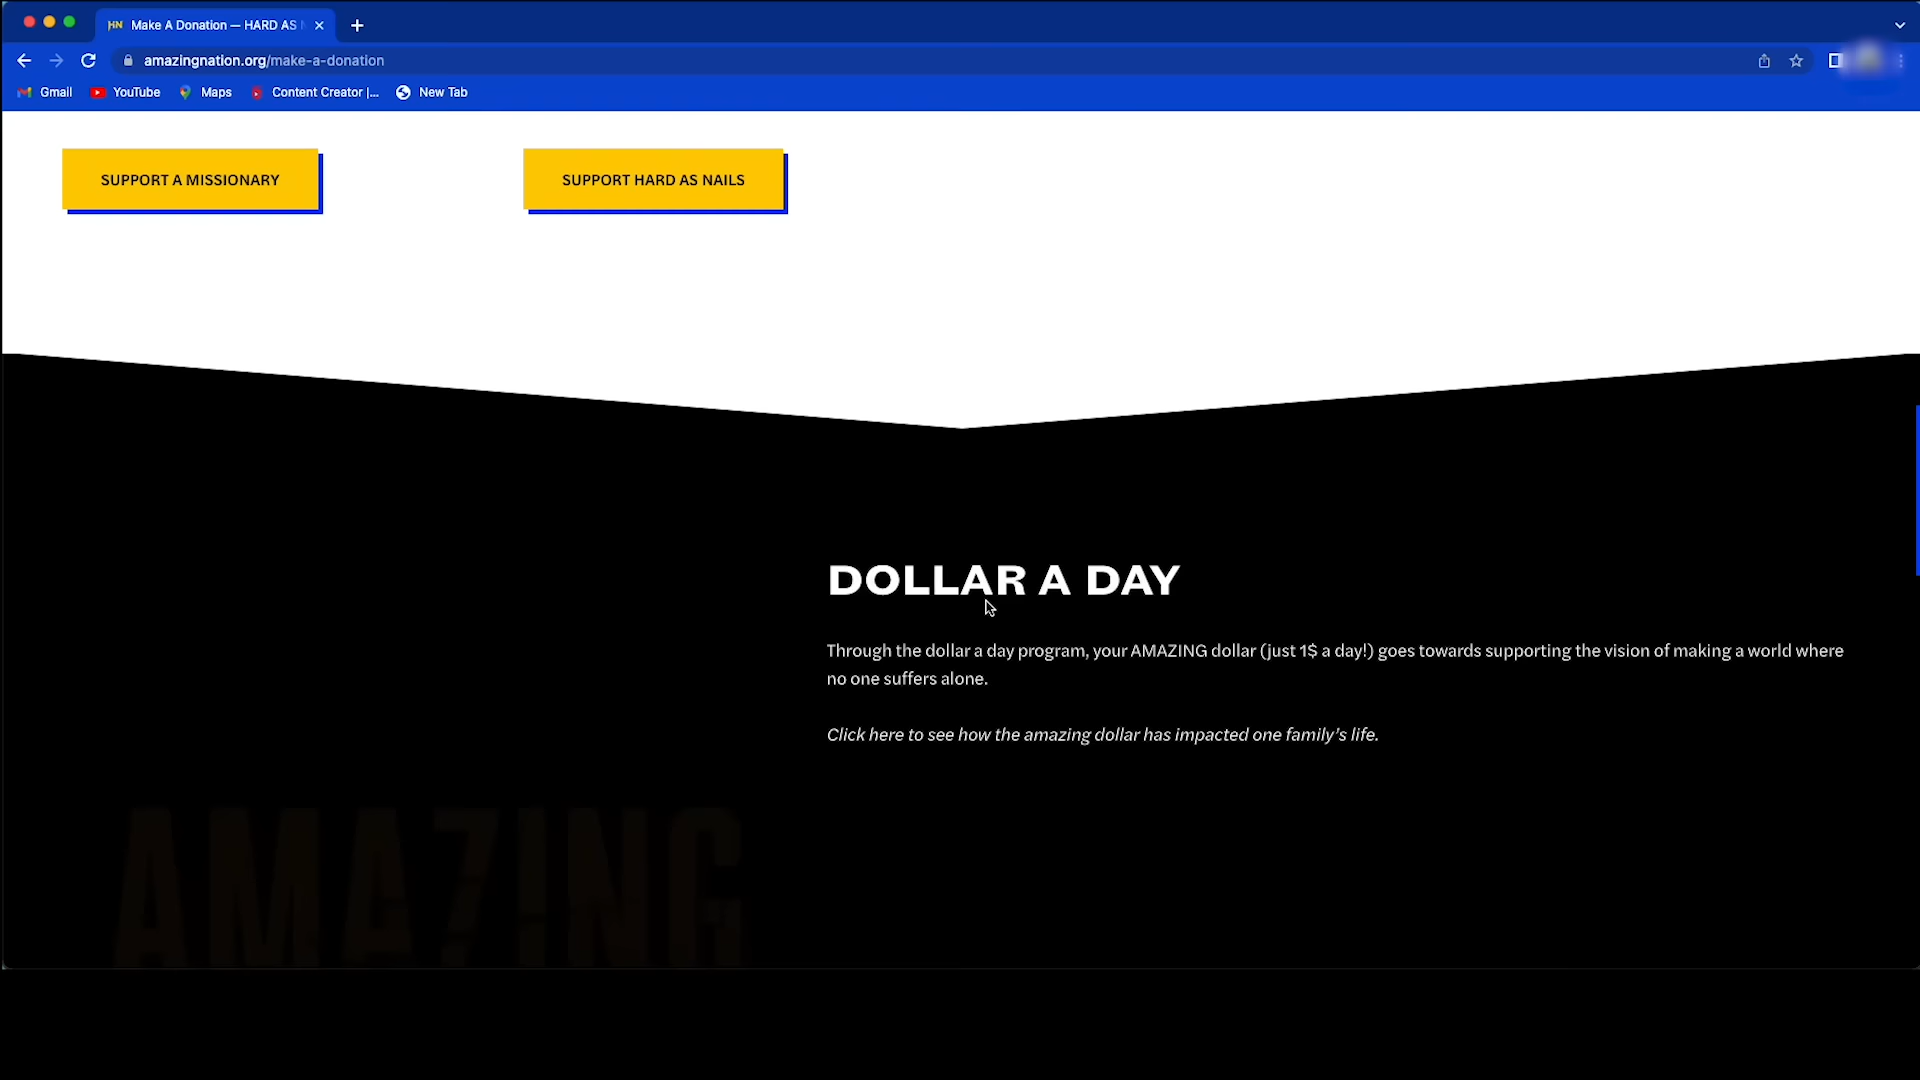 HN Make A Donation — HARD AS
amazingnation.org/make-a-donation
Gmail YouTube Maps Content Creator |... New Tab
SUPPORT A MISSIONARY SUPPORT HARD AS NAILS
DOLLAR A DAY
Through the dollar a day program, your AMAZING dollar (just 1$ a day!) goes towards supporting the vision of making a world where
no one suffers alone.
Click here to see how the amazing dollar has impacted one family's life.
AMAZING